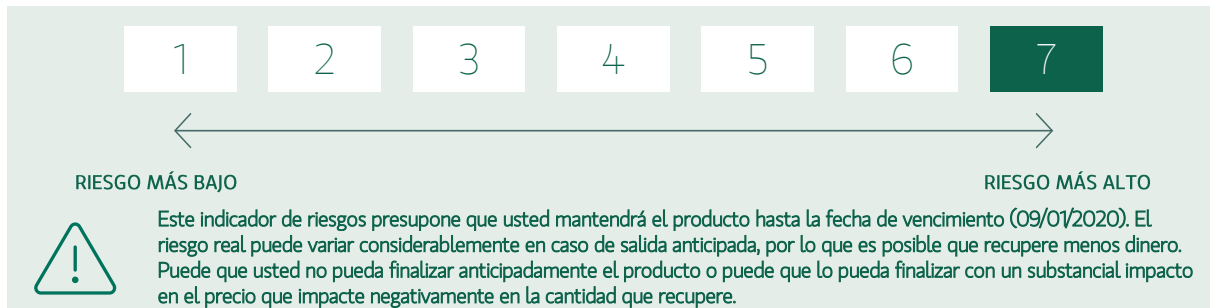 1 2 3 4 5 6 7
RIESGO MÁS BAJO RIESGO MÁS ALTO
Este indicador de riesgos presupone que usted mantendrá el producto hasta la fecha de vencimiento (09/01/2020). El
riesgo real puede variar considerablemente en caso de salida anticipada, por lo que es posible que recupere menos dinero.
Puede que usted no pueda finalizar anticipadamente el producto o puede que lo pueda finalizar con un substancial impacto
en el precio que impacte negativamente en la cantidad que recupere.